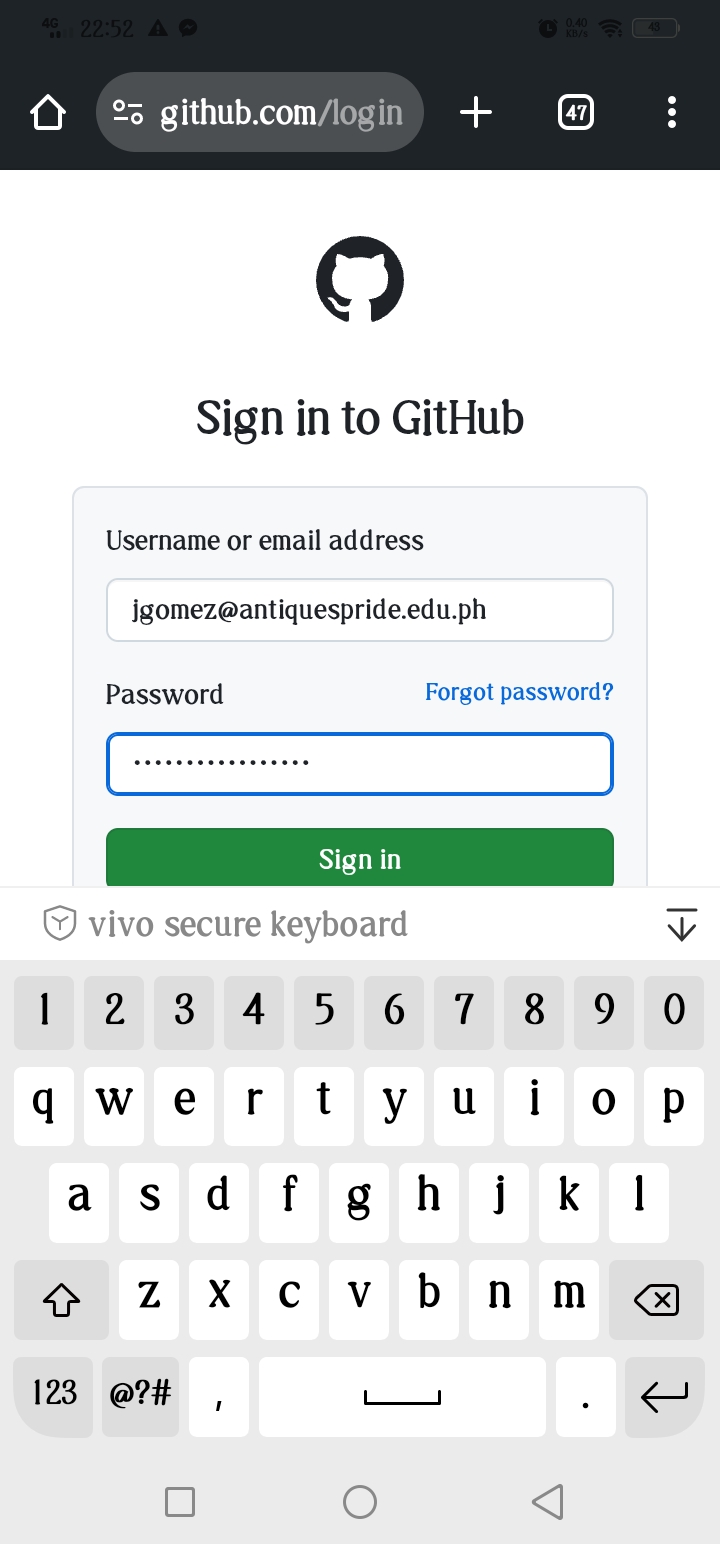 4G 22:52 0.40 KB/s 48
github.com/login 47
Sign in to GitHub
Username or email address
jgomez@antiquespride.edu.ph
Password Forgot password?
•••••••••••••••••
Sign in
vivo secure keyboard
1 2 3 4 5 6 7 8 9 0
q w e r t y u i o p
a s d f g h j k l
z x c v b n m
123 @?# , .